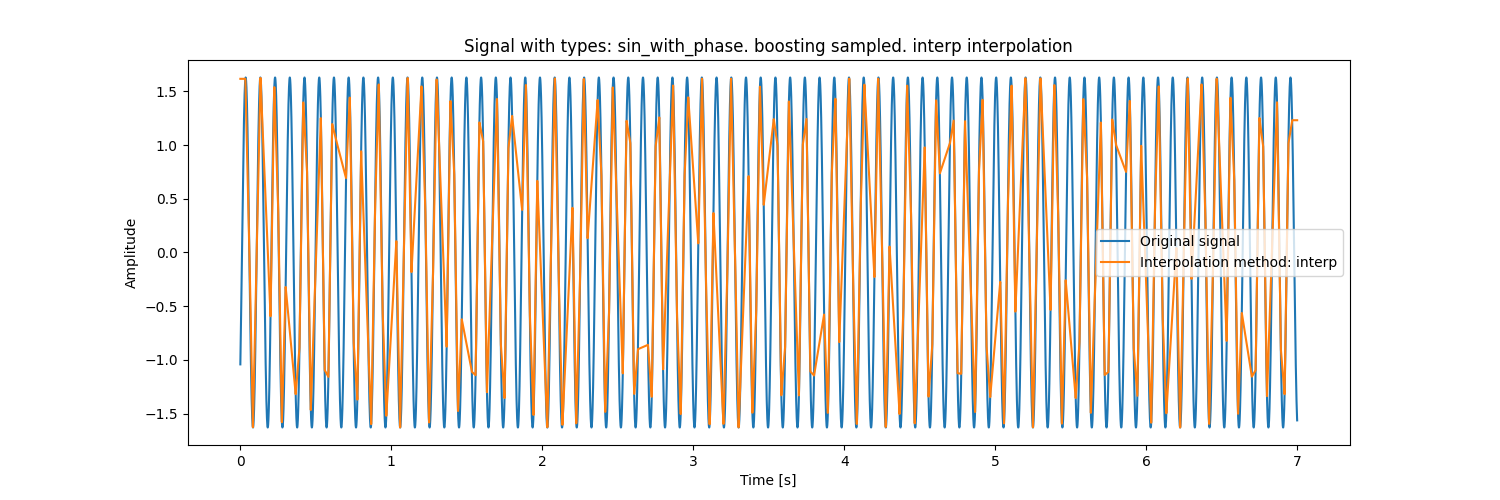 Signal with types: sin_with_phase. boosting sampled. interp interpolation
Amplitude
1.5
1.0
0.5
0.0
−0.5
−1.0
−1.5
Original signal
Interpolation method: interp
0 1 2 3 4 5 6 7
Time [s]